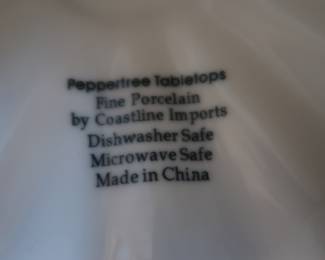 Peppertree Tabletops
Fine Porcelain
by Coastline Imports
Dishwasher Safe
Microwave Safe
Made in China